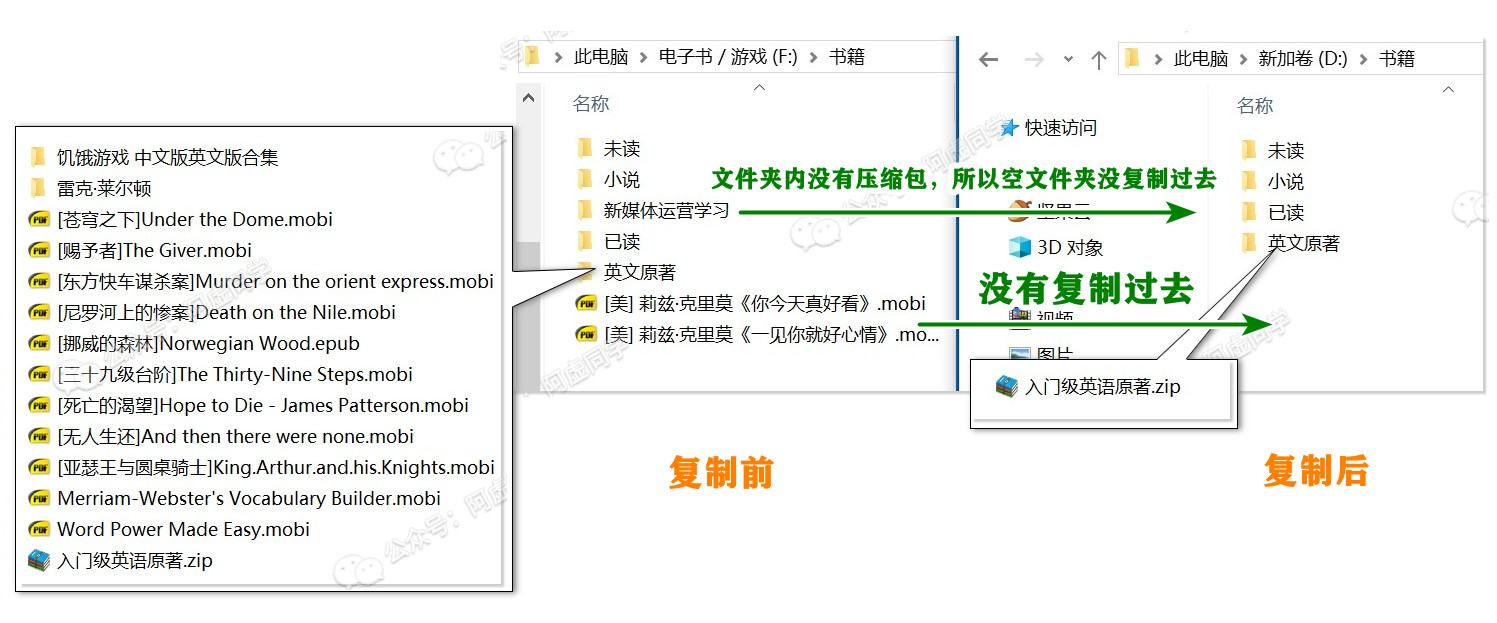 饥饿游戏 中文版英文版合集
雷克·莱尔顿
[苍穹之下]Under the Dome.mobi
[赐予者]The Giver.mobi
[东方快车谋杀案]Murder on the orient express.mobi
[尼罗河上的惨案]Death on the Nile.mobi
[挪威的森林]Norwegian Wood.epub
[三十九级台阶]The Thirty-Nine Steps.mobi
[死亡的渴望]Hope to Die - James Patterson.mobi
[无人生还]And then there were none.mobi
[亚瑟王与圆桌骑士]King.Arthur.and.his.Knights.mobi
Merriam-Webster's Vocabulary Builder.mobi
Word Power Made Easy.mobi
入门级英语原著.zip
此电脑 > 电子书 / 游戏 (F:) > 书籍
名称
未读
小说
新媒体运营学习
已读
英文原著
[美] 莉兹·克里莫《你今天真好看》.mobi
[美] 莉兹·克里莫《一见你就好心情》.mo...
复制前
此电脑 > 新加卷 (D:) > 书籍
快速访问
坚果云
3D 对象
视频
图片
名称
未读
小说
已读
英文原著
文件夹内没有压缩包，所以空文件夹没复制过去
没有复制过去
入门级英语原著.zip
复制后
公众号：阿虚同学